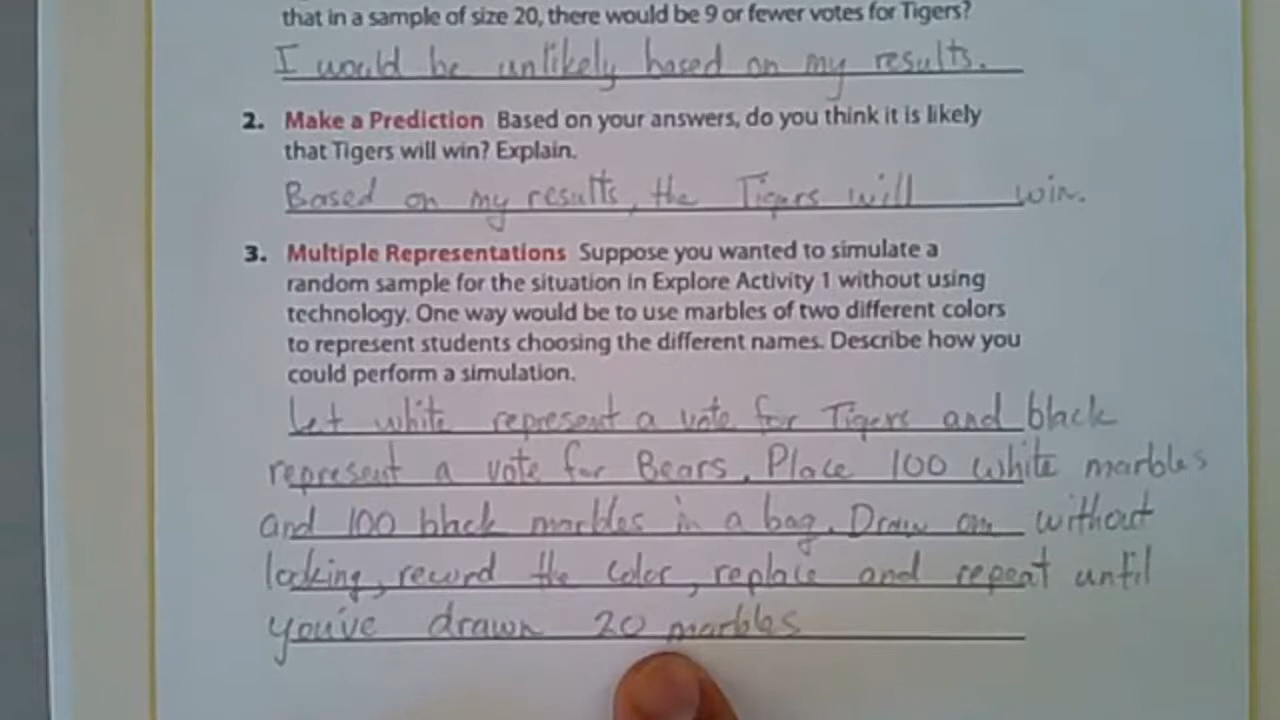 that in a sample of size 20, there would be 9 or fewer votes for Tigers?
I would be unlikely based on my results.
2. Make a Prediction Based on your answers, do you think it is likely
that Tigers will win? Explain.
Based on my results, the Tigers will win.
3. Multiple Representations Suppose you wanted to simulate a
random sample for the situation in Explore Activity 1 without using
technology. One way would be to use marbles of two different colors
to represent students choosing the different names. Describe how you
could perform a simulation.
Let white represent a vote for Tigers and black
represent a vote for Bears. Place 100 white marbles
and 100 black marbles in a bag. Draw one without
looking, record the color, replace and repeat until
you've drawn 20 marbles